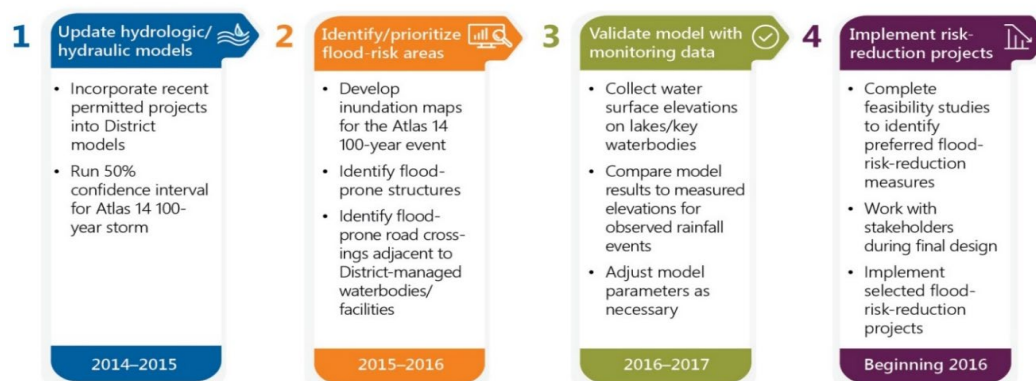 1
Update hydrologic/
hydraulic models
• Incorporate recent
permitted projects
into District
models
• Run 50%
confidence interval
for Atlas 14 100-
year storm
2014–2015
2
Identify/prioritize
flood-risk areas
• Develop
inundation maps
for the Atlas 14
100-year event
• Identify flood-
prone structures
• Identify flood-
prone road cross-
ings adjacent to
District-managed
waterbodies/
facilities
2015–2016
3
Validate model with
monitoring data
• Collect water
surface elevations
on lakes/key
waterbodies
• Compare model
results to measured
elevations for
observed rainfall
events
• Adjust model
parameters as
necessary
2016–2017
4
Implement risk-
reduction projects
• Complete
feasibility studies
to identify
preferred flood-
risk-reduction
measures
• Work with
stakeholders
during final design
• Implement
selected flood-
risk-reduction
projects
Beginning 2016